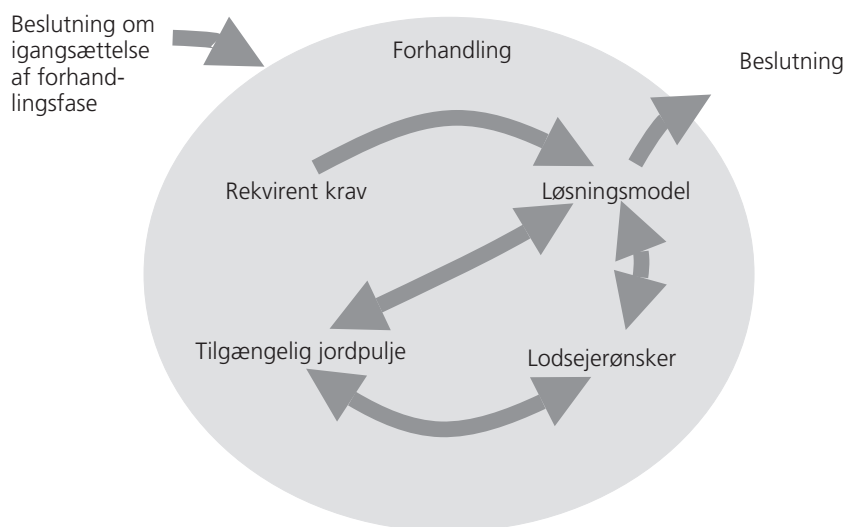 Beslutning om
igangsættelse
af forhand-
lingsfase
Forhandling
Beslutning
Rekvirent krav
Løsningsmodel
Tilgængelig jordpulje
Lodsejerønsker